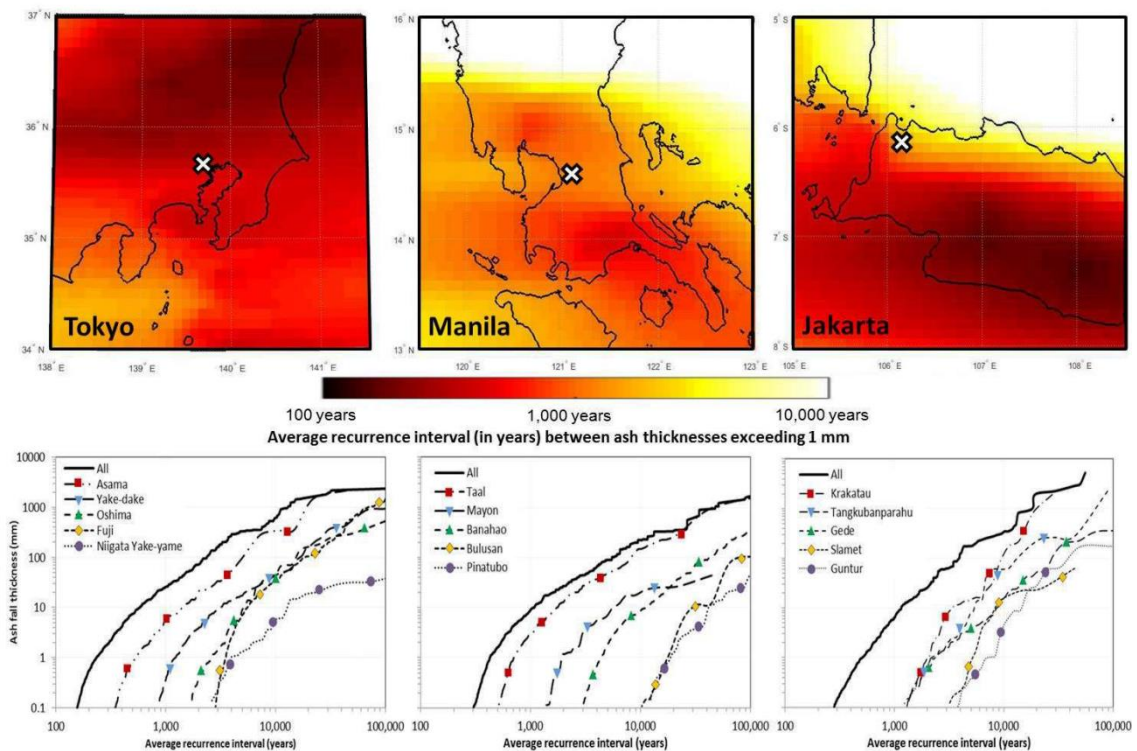 37° N
36° N
35° N
34° N
138° E
139° E
140° E
141° E
Tokyo
16° N
15° N
14° N
13° N
120° E
121° E
122° E
123° E
Manila
5° S
6° S
7° S
8° S
105° E
106° E
107° E
108° E
Jakarta
100 years
1,000 years
10,000 years
Average recurrence interval (in years) between ash thicknesses exceeding 1 mm
Ash fall thickness (mm)
10000
1000
100
10
1
0.1
All
Asama
Yake-dake
Oshima
Fuji
Niigata Yake-yame
100
1,000
10,000
100,000
Average recurrence interval (years)
All
Taal
Mayon
Banahao
Bulusan
Pinatubo
100
1,000
10,000
100,000
Average recurrence interval (years)
All
Krakatau
Tangkubanparahu
Gede
Slamet
Guntur
100
1,000
10,000
100,000
Average recurrence interval (years)